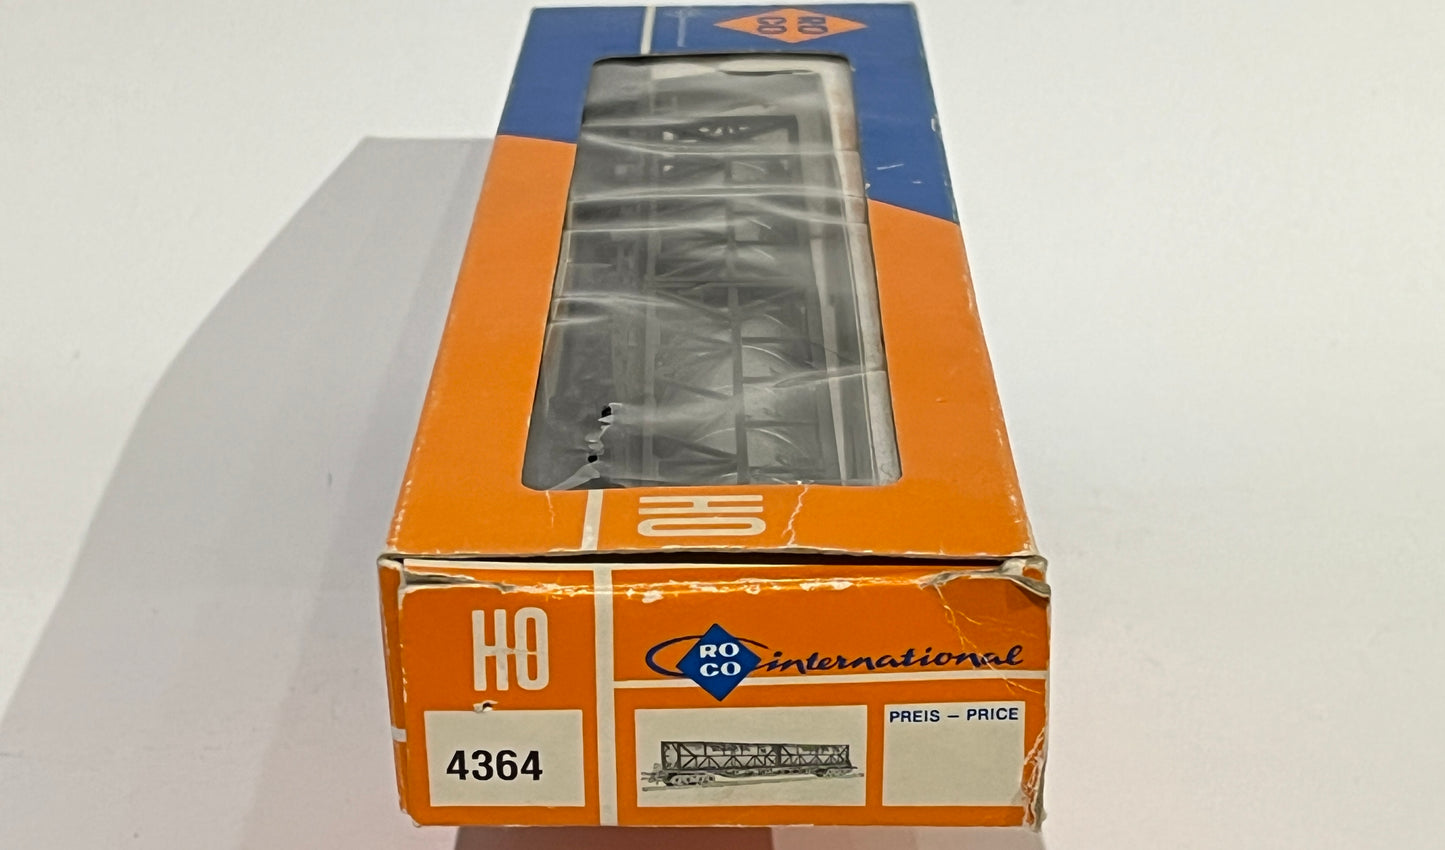 RO
CO
HO
HO
RO
CO
international
4364
PREIS – PRICE